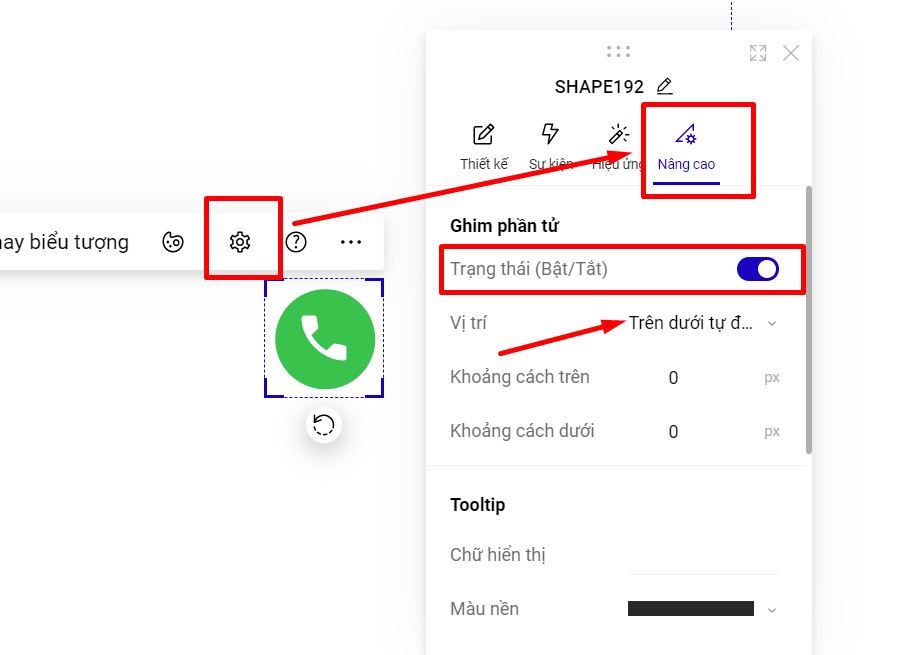 SHAPE192
Thiết kế
Sự kiện
Hiệu ứng
Nâng cao
hay biểu tượng
Ghim phần tử
Trạng thái (Bật/Tắt)
Vị trí
Trên dưới tự đ...
Khoảng cách trên
0
px
Khoảng cách dưới
0
px
Tooltip
Chữ hiển thị
Màu nền